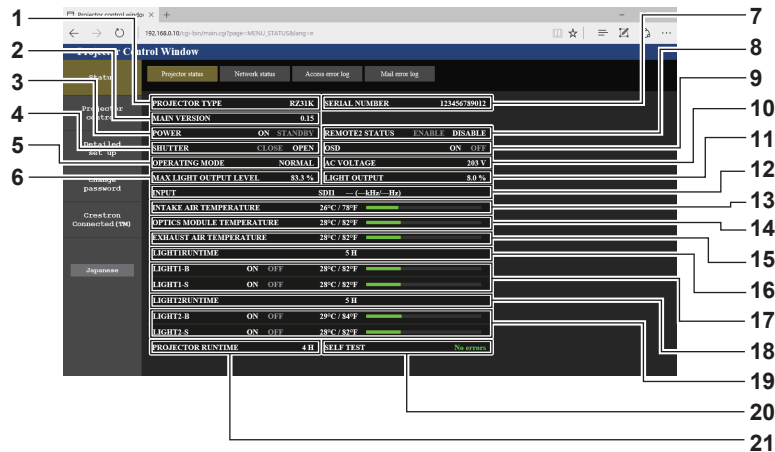 Projector control windov
192.168.0.10/cgi-bin/main.cgi?page=MENU_STATUS&lang=e
Projector Control Window
Status
Projector status
Network status
Access error log
Mail error log
Projector control
Detailed set up
Change password
Crestron Connected(TM)
Japanese
PROJECTOR TYPE RZ31K SERIAL NUMBER 123456789012
MAIN VERSION 0.15
POWER ON STANDBY REMOTE2 STATUS ENABLE DISABLE
SHUTTER CLOSE OPEN OSD ON OFF
OPERATING MODE NORMAL AC VOLTAGE 203 V
MAX LIGHT OUTPUT LEVEL 83.3 % LIGHT OUTPUT 8.0 %
INPUT SDI1 --- (---kHz/---Hz)
INTAKE AIR TEMPERATURE 26°C / 78°F
OPTICS MODULE TEMPERATURE 28°C / 82°F
EXHAUST AIR TEMPERATURE 28°C / 82°F
LIGHT1RUNTIME 5 H
LIGHT1-B ON OFF 28°C / 82°F
LIGHT1-S ON OFF 28°C / 82°F
LIGHT2RUNTIME 5 H
LIGHT2-B ON OFF 29°C / 84°F
LIGHT2-S ON OFF 28°C / 82°F
PROJECTOR RUNTIME 4 H SELF TEST No errors
1
2
3
4
5
6
7
8
9
10
11
12
13
14
15
16
17
18
19
20
21